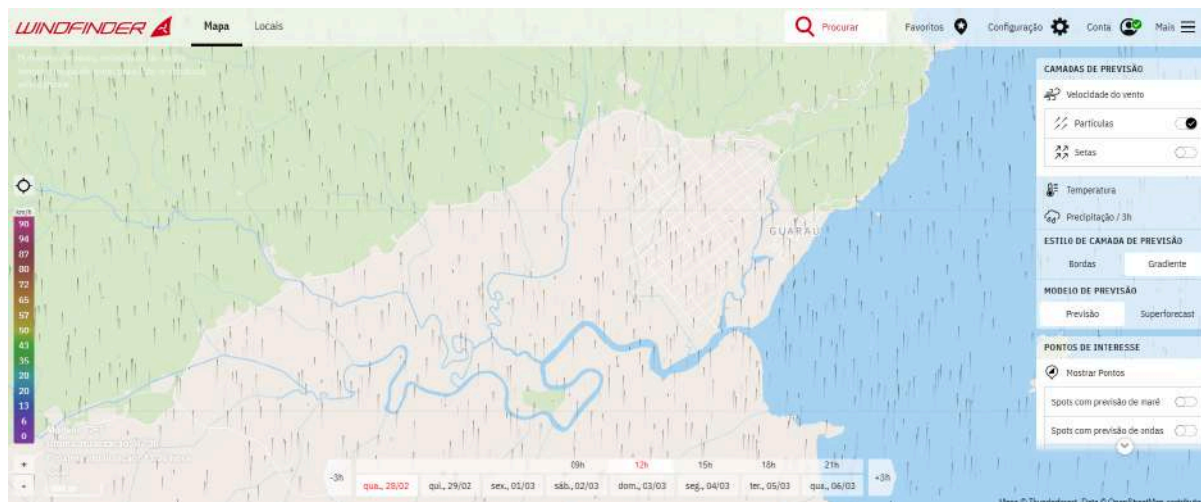 WINDFINDER Mapa Locais Procurar Favoritos Configuração Conta Mais
CAMADAS DE PREVISÃO
Velocidade do vento
Partículas
Setas
Temperatura
Precipitação / 3h
ESTILO DE CAMADA DE PREVISÃO
Bordas Gradiente
MODELO DE PREVISÃO
Previsão Superforecast
PONTOS DE INTERESSE
Mostrar Pontos
Spots com previsão de maré
Spots com previsão de ondas
GUARAÚ
km/h
90
94
87
80
72
65
57
50
43
35
28
20
13
6
0
+
-
09h 12h 15h 18h 21h
-3h qua., 28/02 qui., 29/02 sex., 01/03 sáb., 02/03 dom., 03/03 seg., 04/03 ter., 05/03 qua., 06/03 +3h